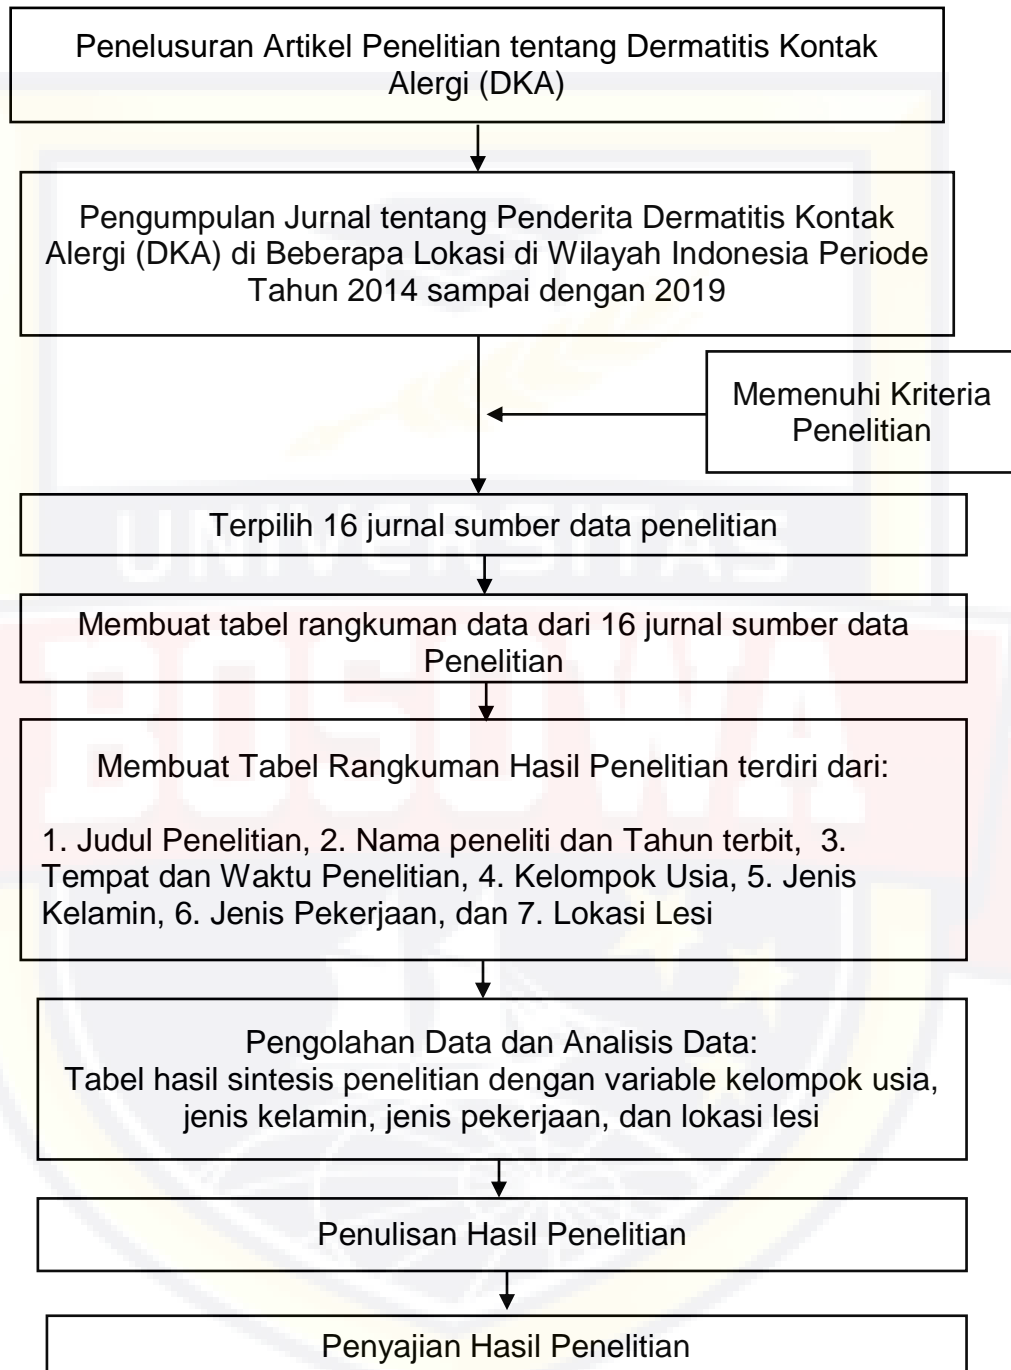 Penelusuran Artikel Penelitian tentang Dermatitis Kontak
Alergi (DKA)
Pengumpulan Jurnal tentang Penderita Dermatitis Kontak
Alergi (DKA) di Beberapa Lokasi di Wilayah Indonesia Periode
Tahun 2014 sampai dengan 2019
Memenuhi Kriteria
Penelitian
Terpilih 16 jurnal sumber data penelitian
UNIVERSITAS
Membuat tabel rangkuman data dari 16 jurnal sumber data
Penelitian
BOSOWA
Membuat Tabel Rangkuman Hasil Penelitian terdiri dari:
1. Judul Penelitian, 2. Nama peneliti dan Tahun terbit,  3.
Tempat dan Waktu Penelitian, 4. Kelompok Usia, 5. Jenis
Kelamin, 6. Jenis Pekerjaan, dan 7. Lokasi Lesi
Pengolahan Data dan Analisis Data:
Tabel hasil sintesis penelitian dengan variable kelompok usia,
jenis kelamin, jenis pekerjaan, dan lokasi lesi
Penulisan Hasil Penelitian
Penyajian Hasil Penelitian